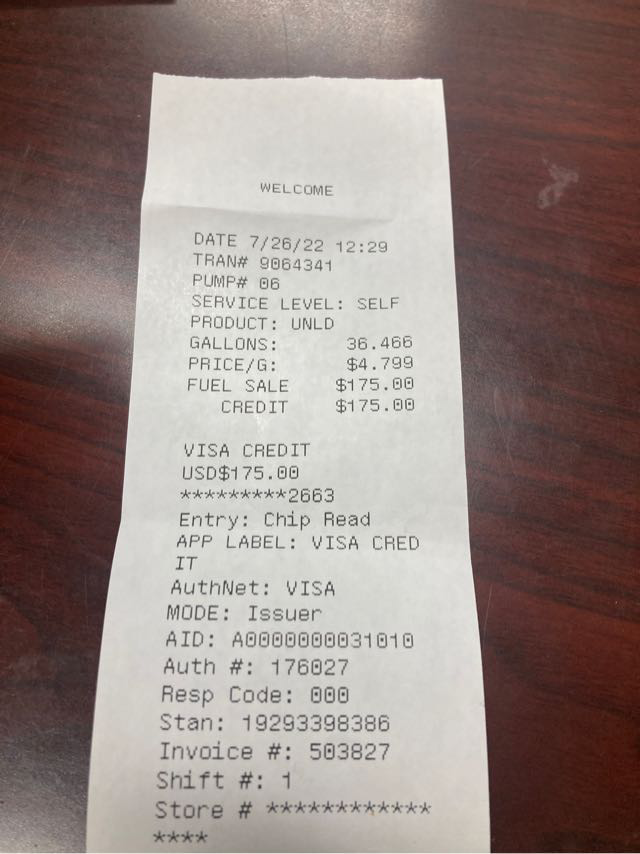 WELCOME
DATE 7/26/22 12:29
TRAN# 9064341
PUMP# 06
SERVICE LEVEL: SELF
PRODUCT: UNLD
GALLONS: 36.466
PRICE/G: $4.799
FUEL SALE $175.00
CREDIT $175.00
VISA CREDIT
USD$175.00
*********2663
Entry: Chip Read
APP LABEL: VISA CRED
IT
AuthNet: VISA
MODE: Issuer
AID: A0000000031010
Auth #: 176027
Resp Code: 000
Stan: 19293398386
Invoice #: 503827
Shift #: 1
Store # ************
****